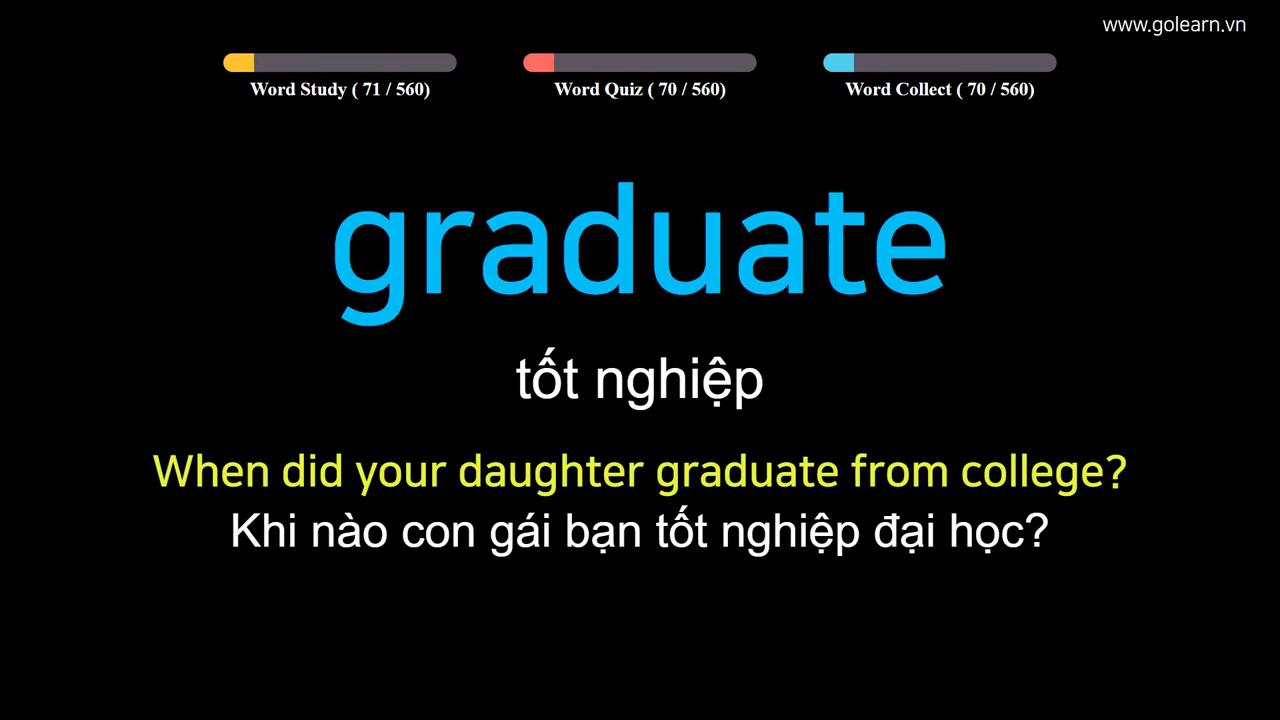 www.golearn.vn
Word Study ( 71 / 560)
Word Quiz ( 70 / 560)
Word Collect ( 70 / 560)
graduate
tốt nghiệp
When did your daughter graduate from college?
Khi nào con gái bạn tốt nghiệp đại học?